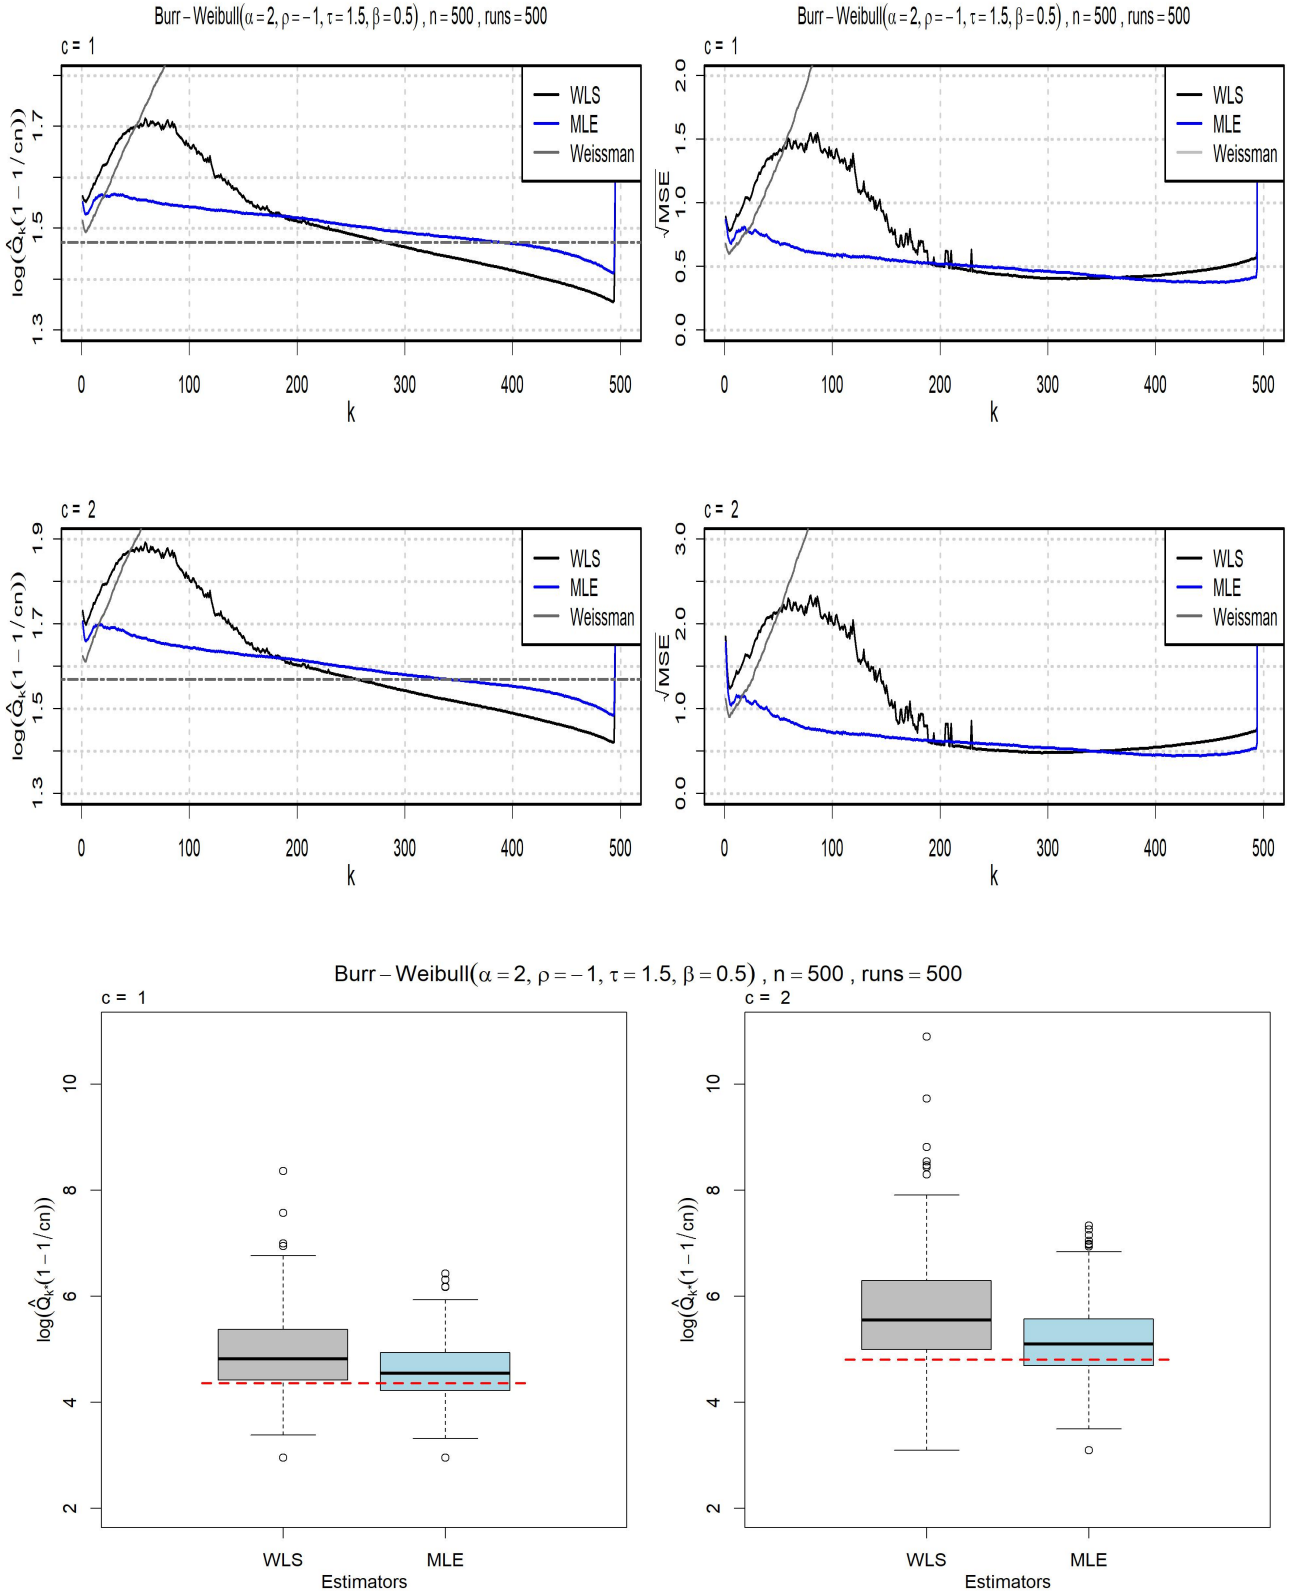 Burr−Weibull(α = 2, ρ = −1, τ = 1.5, β = 0.5) , n = 500 , runs = 500
c = 1
log(Q̂k(1 − 1/cn))
1.7
1.5
1.3
WLS
MLE
Weissman
0 100 200 300 400 500
k
Burr−Weibull(α = 2, ρ = −1, τ = 1.5, β = 0.5) , n = 500 , runs = 500
c = 1
√MSE
2.0
1.5
1.0
0.5
0.0
WLS
MLE
Weissman
0 100 200 300 400 500
k
c = 2
log(Q̂k(1 − 1/cn))
1.9
1.7
1.5
1.3
WLS
MLE
Weissman
0 100 200 300 400 500
k
c = 2
√MSE
3.0
2.0
1.0
0.0
WLS
MLE
Weissman
0 100 200 300 400 500
k
Burr−Weibull(α = 2, ρ = −1, τ = 1.5, β = 0.5) , n = 500 , runs = 500
c = 1
log(Q̂k*(1 − 1/cn))
10
8
6
4
2
WLS MLE
Estimators
c = 2
log(Q̂k*(1 − 1/cn))
10
8
6
4
2
WLS MLE
Estimators